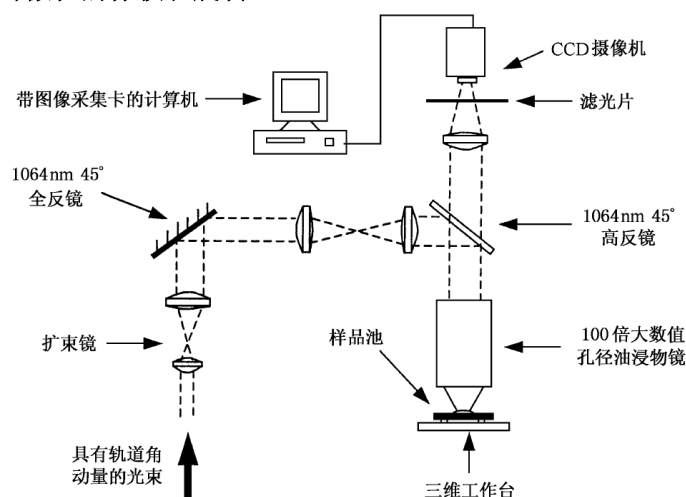 CCD摄像机
带图像采集卡的计算机
滤光片
1064nm 45°
全反镜
1064nm 45°
高反镜
扩束镜
样品池
100倍大数值
孔径油浸物镜
具有轨道角
动量的光束
三维工作台